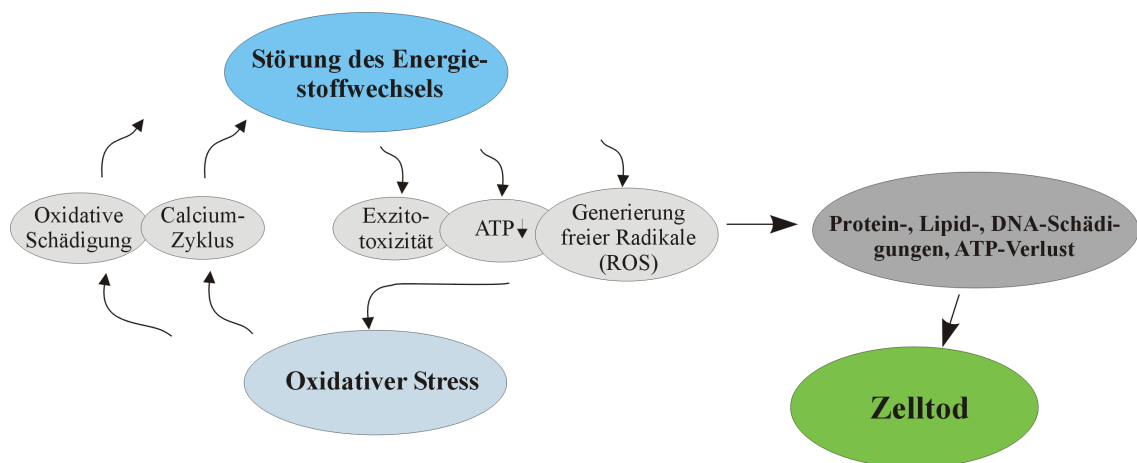 Störung des Energie-
stoffwechsels
Oxidative
Schädigung
Calcium-
Zyklus
Exzito-
toxizität
ATP↓
Generierung
freier Radikale
(ROS)
Protein-, Lipid-, DNA-Schädi-
gungen, ATP-Verlust
Oxidativer Stress
Zelltod